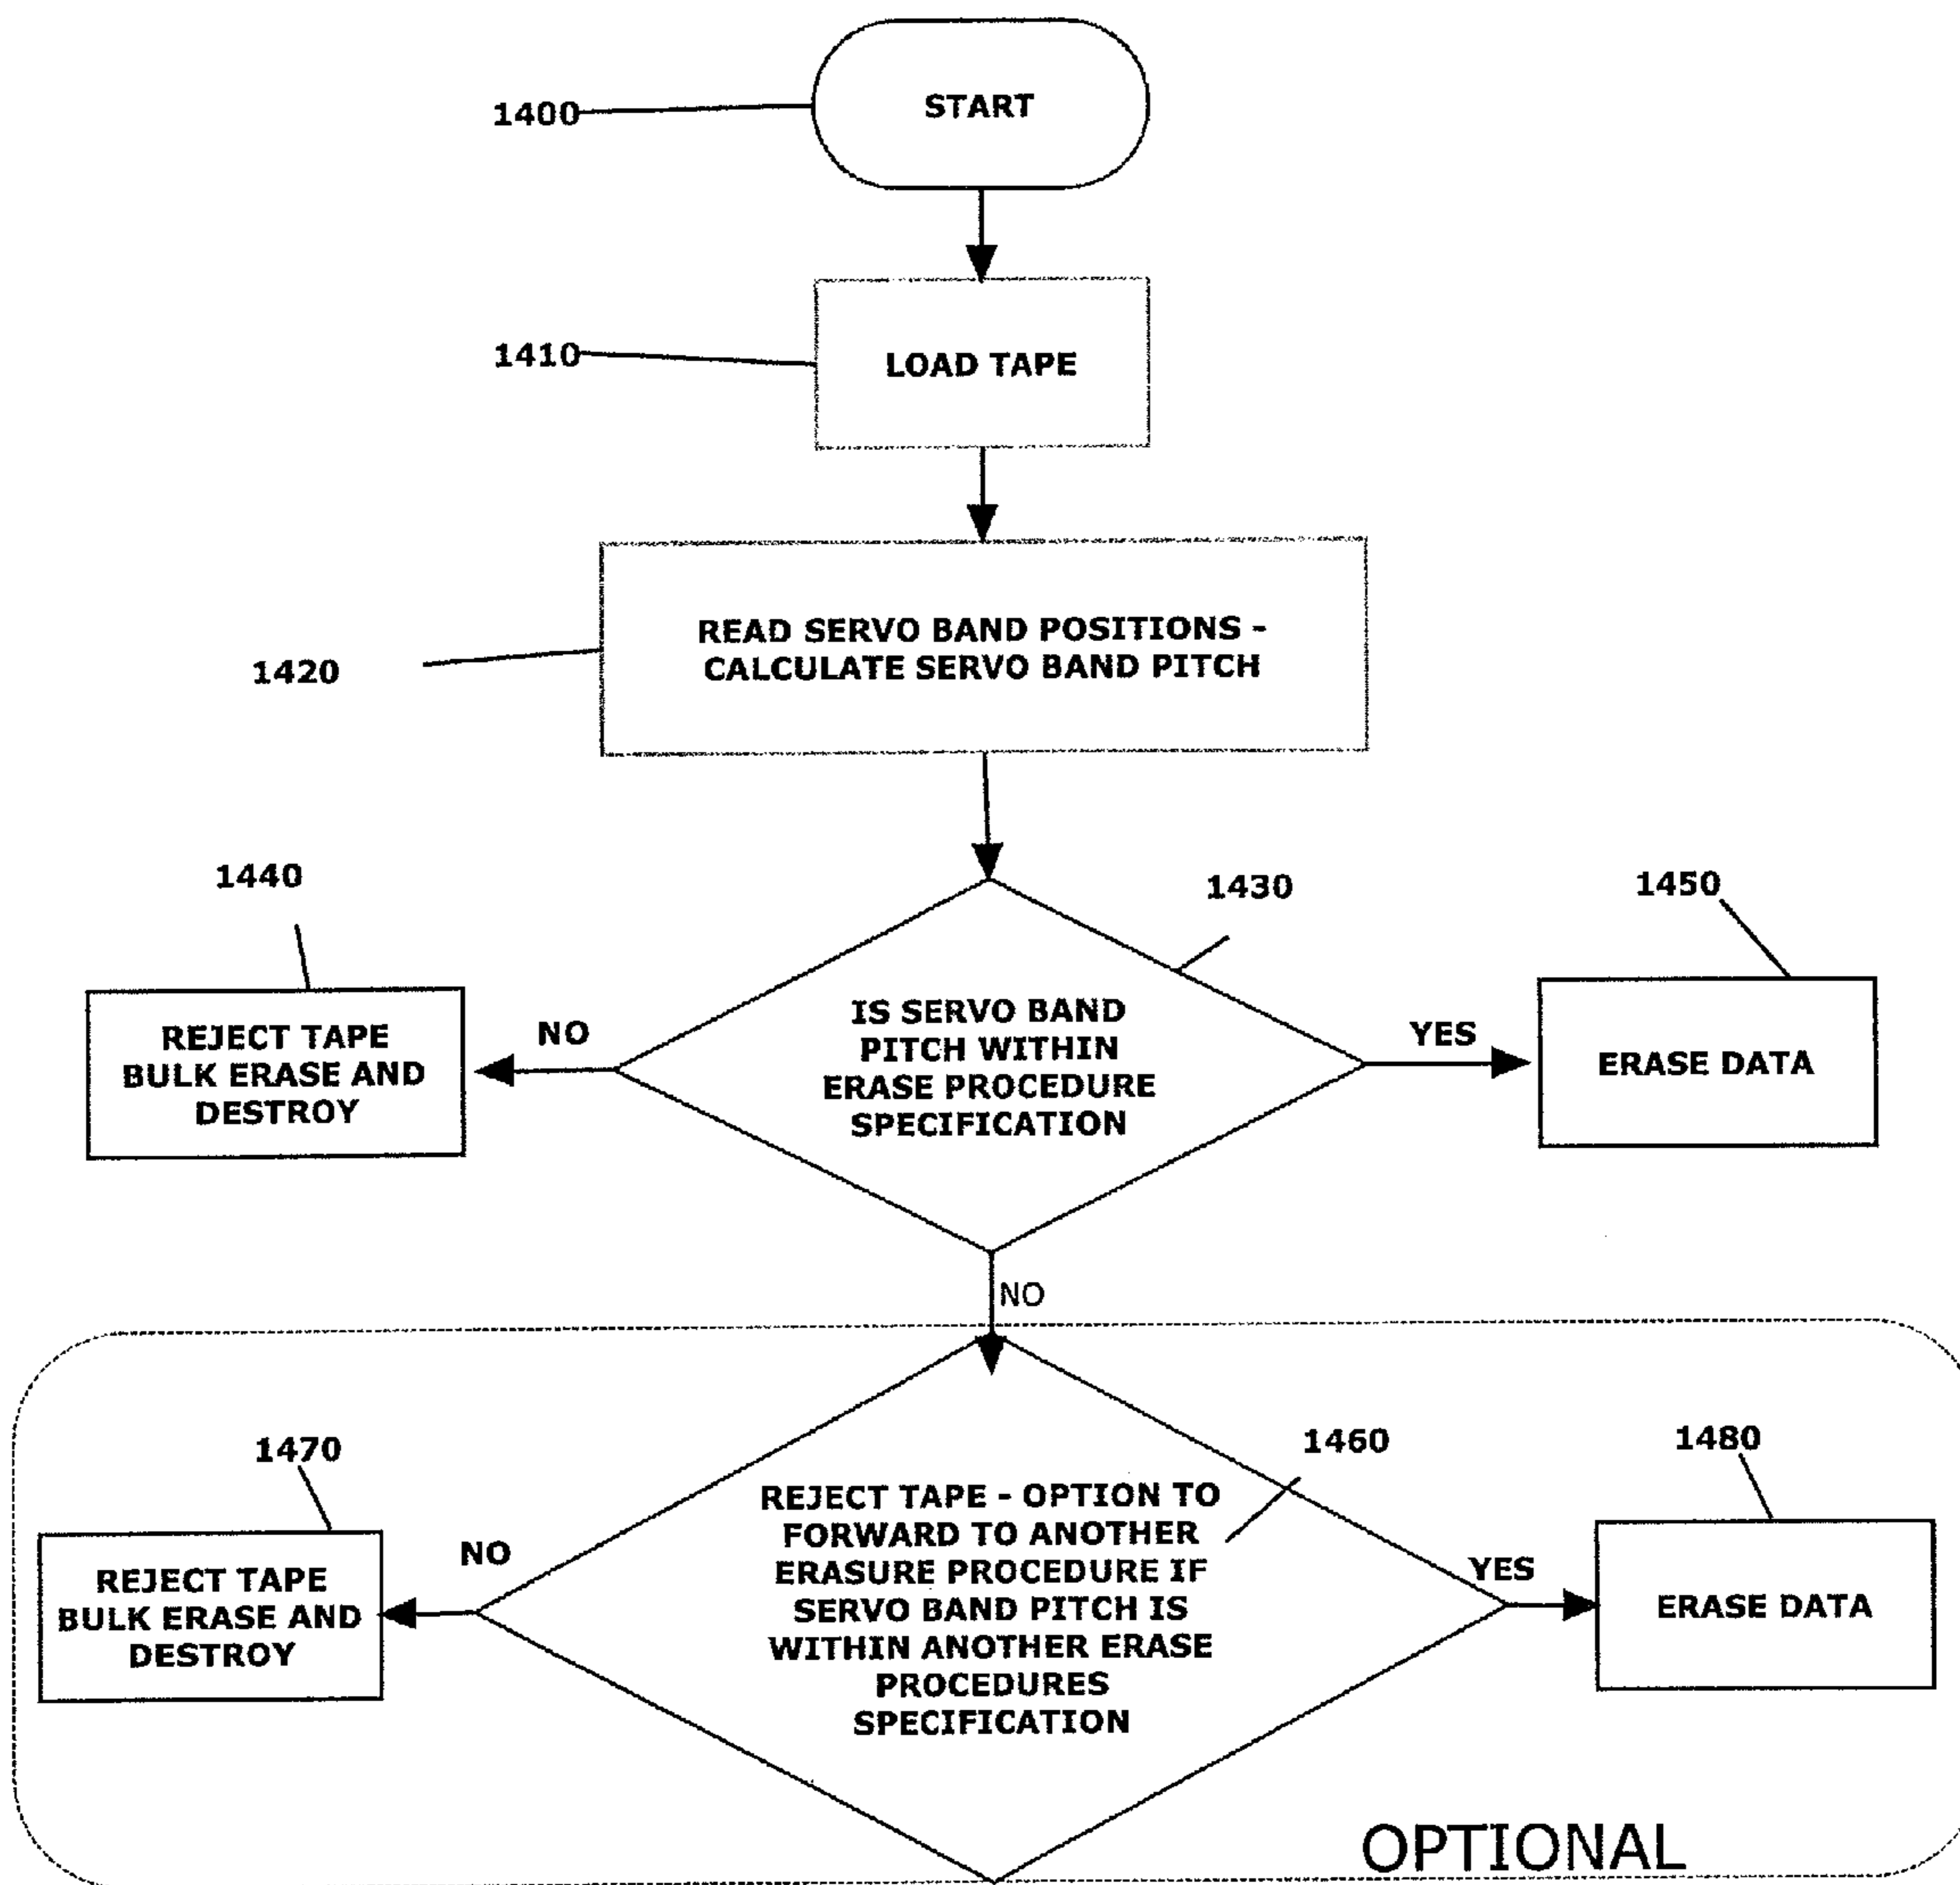 1400
START
1410
LOAD TAPE
1420
READ SERVO BAND POSITIONS -
CALCULATE SERVO BAND PITCH
1440
1430
1450
REJECT TAPE
BULK ERASE AND
DESTROY
NO
IS SERVO BAND
PITCH WITHIN
ERASE PROCEDURE
SPECIFICATION
YES
ERASE DATA
NO
1470
1460
1480
REJECT TAPE
BULK ERASE AND
DESTROY
NO
REJECT TAPE - OPTION TO
FORWARD TO ANOTHER
ERASURE PROCEDURE IF
SERVO BAND PITCH IS
WITHIN ANOTHER ERASE
PROCEDURES
SPECIFICATION
YES
ERASE DATA
OPTIONAL